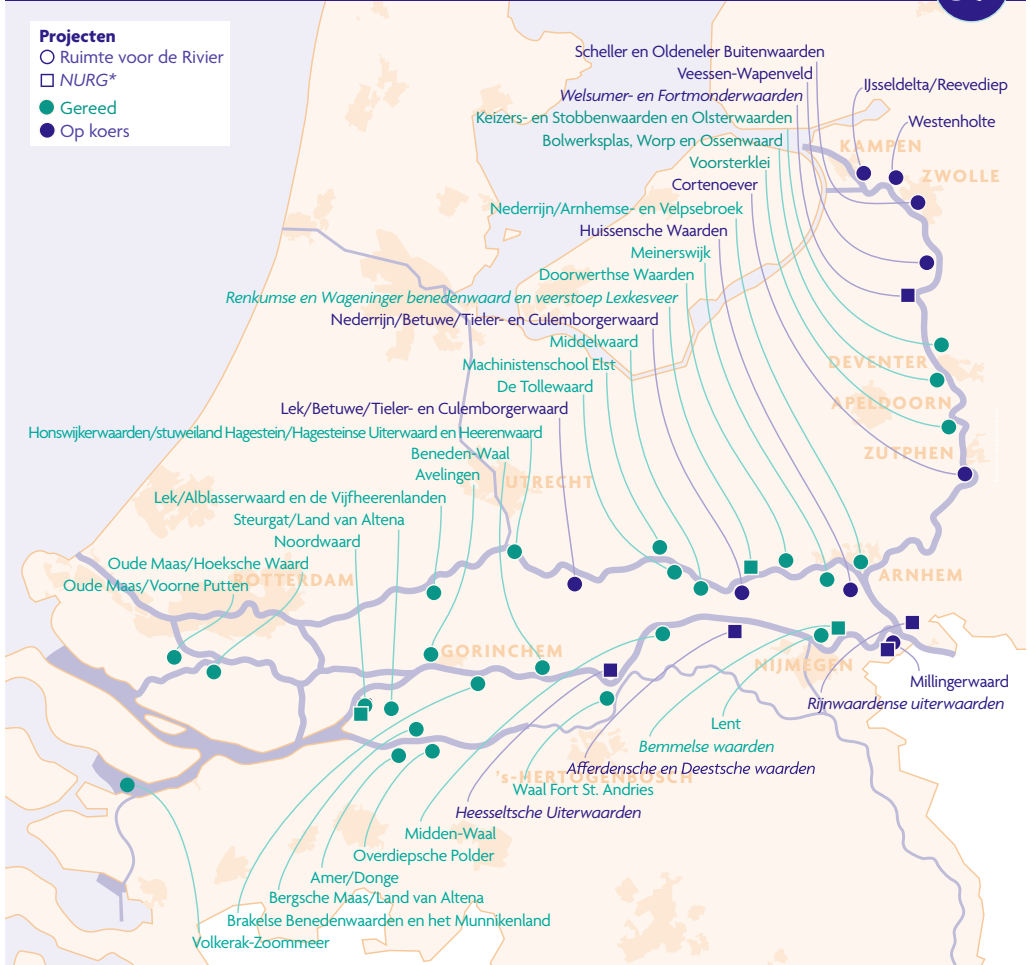 Projecten
Ruimte voor de Rivier
NURG*
Gereed
Op koers
Scheller en Oldeneler Buitenwaarden
Veessen-Wapenveld
Welsumer- en Fortmonderwaarden
Keizers- en Stobbenwaarden en Olsterwaarden
Bolwerksplas, Worp en Ossenwaard
Voorsterklei
Cortenoever
Nederrijn/Arnhemse- en Velpsebroek
Huissensche Waarden
Meinerswijk
Doorwerthse Waarden
Renkumse en Wageninger benedenwaard en veerstoep Lexkesveer
Nederrijn/Betuwe/Tieler- en Culemborgerwaard
Middelwaard
Machinistenschool Elst
De Tollewaard
Lek/Betuwe/Tieler- en Culemborgerwaard
Honswijkerwaarden/stuweiland Hagestein/Hagesteinse Uiterwaard en Heerenwaard
Beneden-Waal
Avelingen
Lek/Alblasserwaard en de Vijfheerenlanden
Steurgat/Land van Altena
Noordwaard
Oude Maas/Hoeksche Waard
Oude Maas/Voorne Putten
IJsseldelta/Reevediep
Westenholte
KAMPEN
ZWOLLE
DEVENTER
APELDOORN
ZUTPHEN
UTRECHT
ROTTERDAM
ARNHEM
GORINCHEM
NIJMEGEN
Millingerwaard
Rijnwaardense uiterwaarden
Lent
Bemmelse waarden
Afferdensche en Deestsche waarden
's-HERTOGENBOSCH
Waal Fort St. Andries
Heesseltsche Uiterwaarden
Midden-Waal
Overdiepsche Polder
Amer/Donge
Bergsche Maas/Land van Altena
Brakelse Benedenwaarden en het Munnikenland
Volkerak-Zoommeer